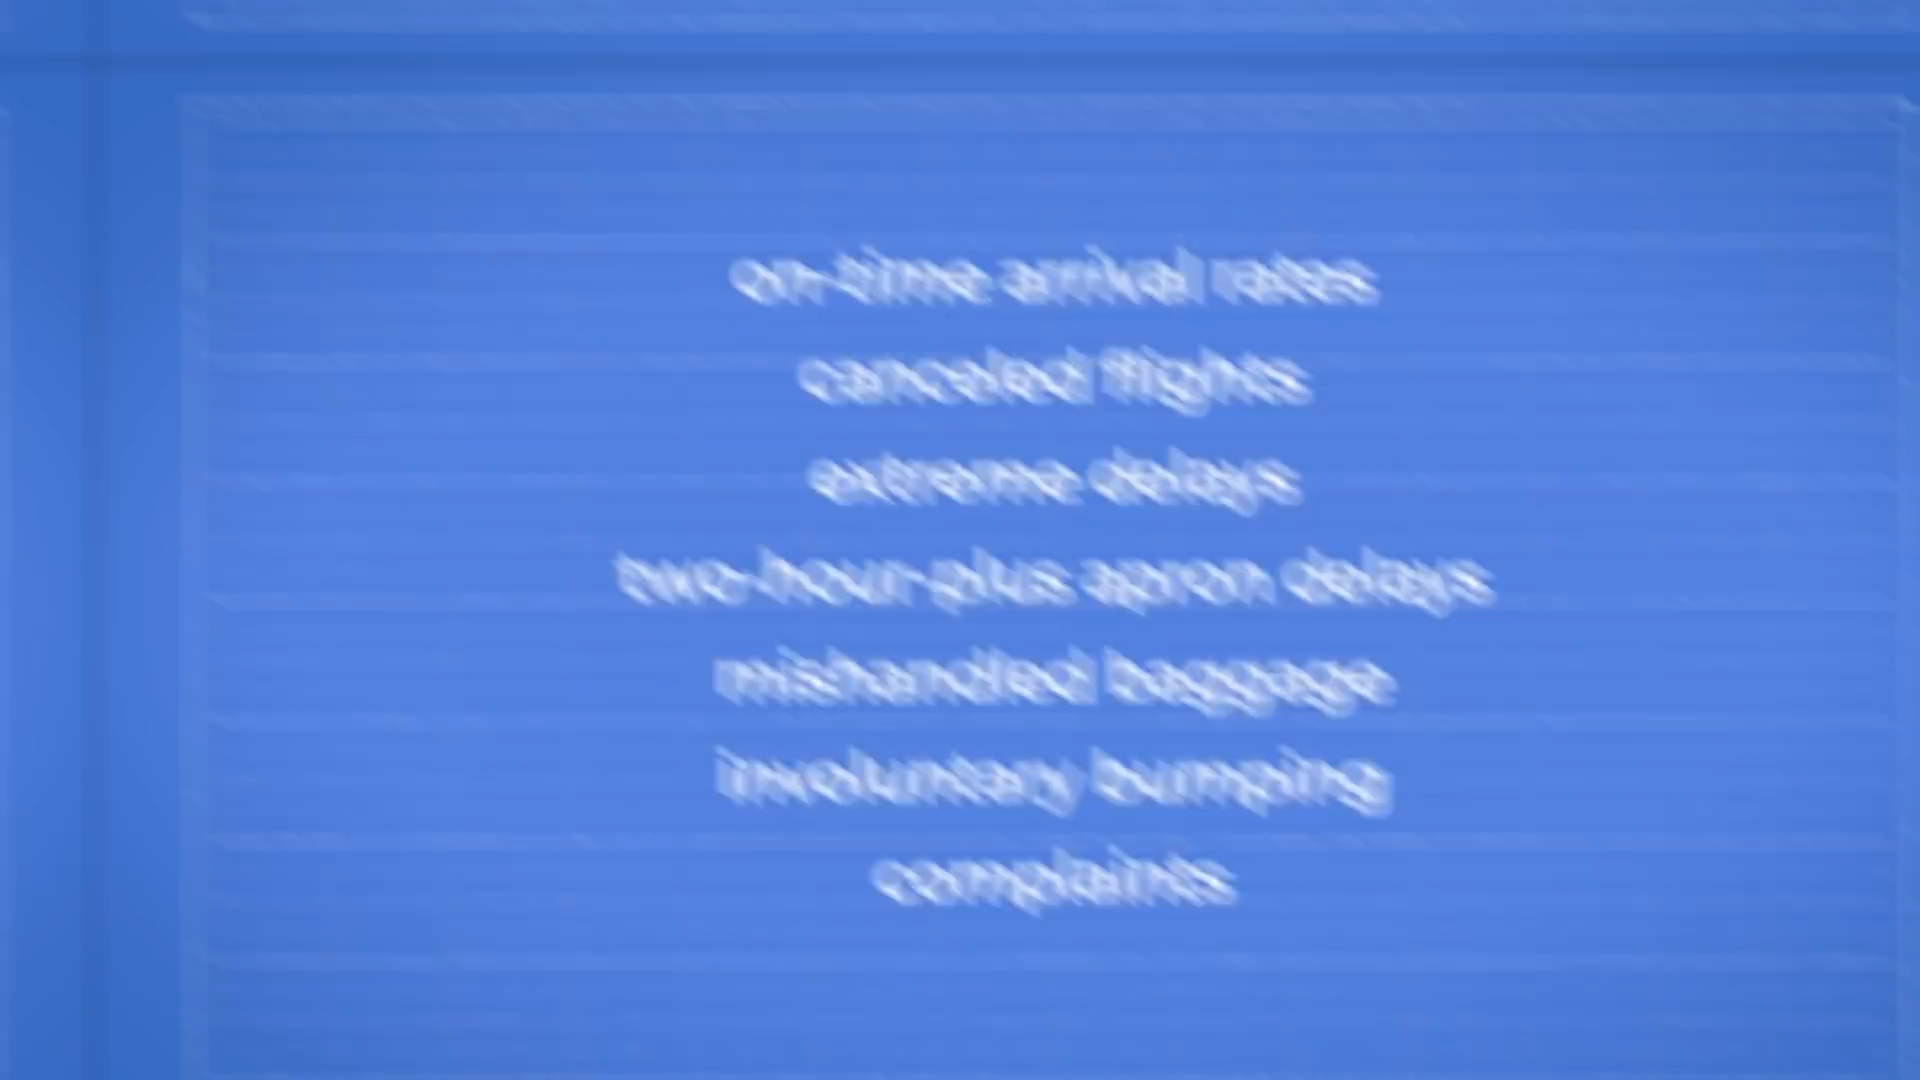 on-time arrival rates
canceled flights
extreme delays
two-hour-plus apron delays
mishandled baggage
involuntary bumping
complaints